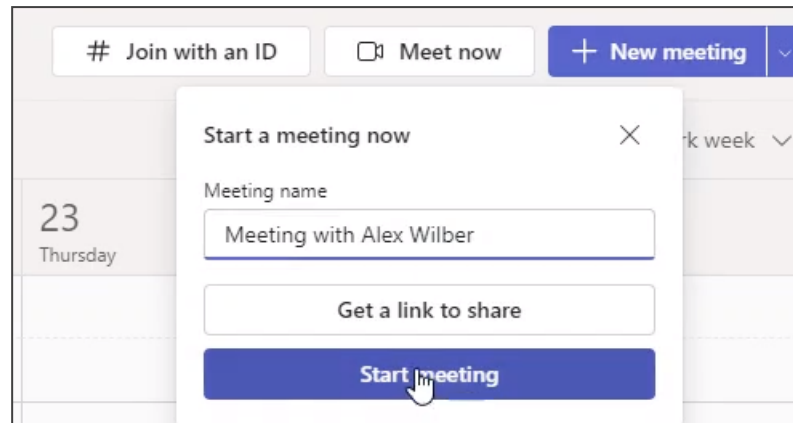 # Join with an ID
Meet now
+ New meeting
Start a meeting now
rk week
Meeting name
23
Meeting with Alex Wilber
Thursday
Get a link to share
Start meeting